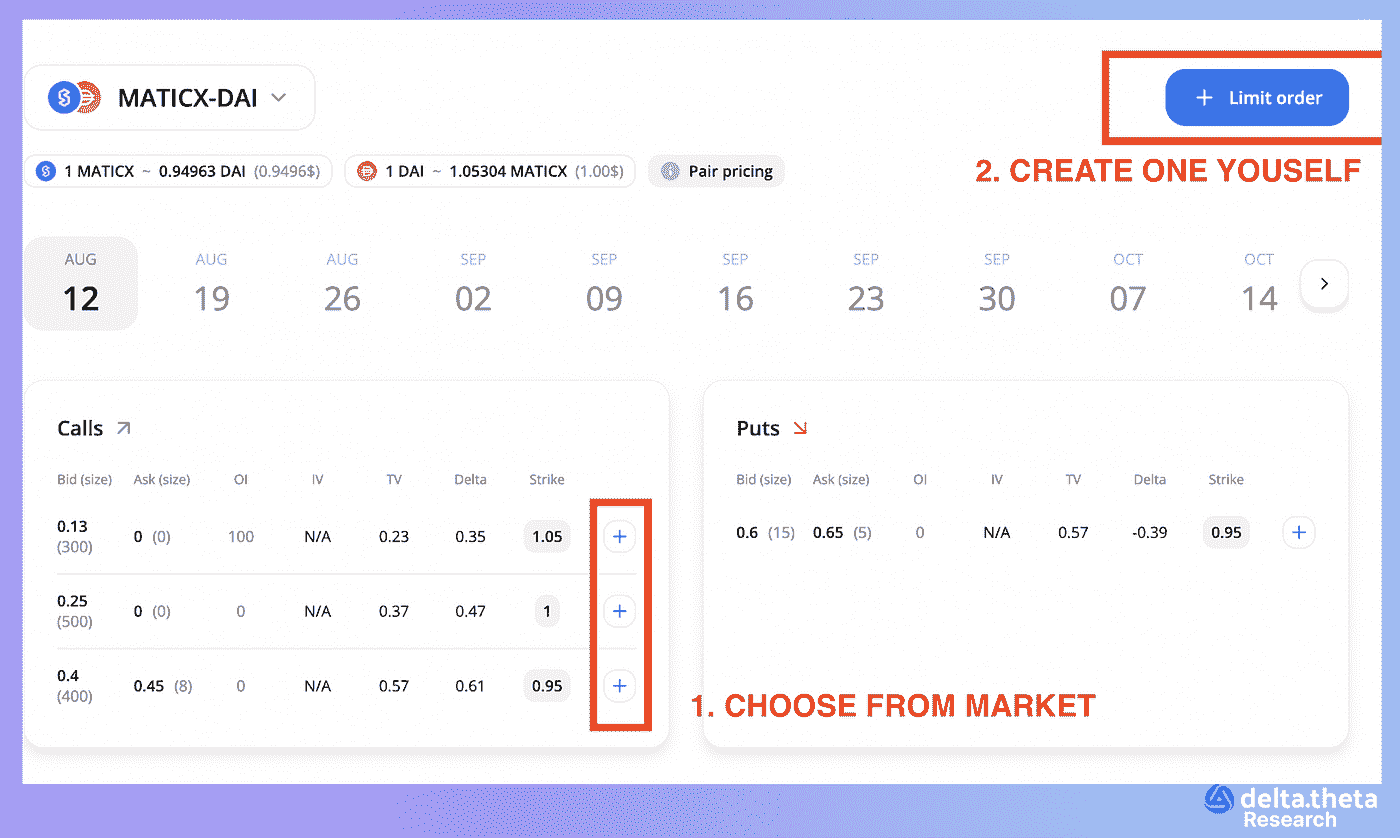 MATICX-DAI
+ Limit order
1 MATICX ~ 0.94963 DAI (0.9496$) 1 DAI ~ 1.05304 MATICX (1.00$) Pair pricing
2. CREATE ONE YOUSELF
AUG AUG AUG SEP SEP SEP SEP SEP OCT OCT
12 19 26 02 09 16 23 30 07 14
Calls
Bid (size) Ask (size) OI IV TV Delta Strike
0.13 (300) 0 (0) 100 N/A 0.23 0.35 1.05 +
0.25 (500) 0 (0) 0 N/A 0.37 0.47 1 +
0.4 (400) 0.45 (8) 0 N/A 0.57 0.61 0.95 +
Puts
Bid (size) Ask (size) OI IV TV Delta Strike
0.6 (15) 0.65 (5) 0 N/A 0.57 -0.39 0.95 +
1. CHOOSE FROM MARKET
delta.theta
Research